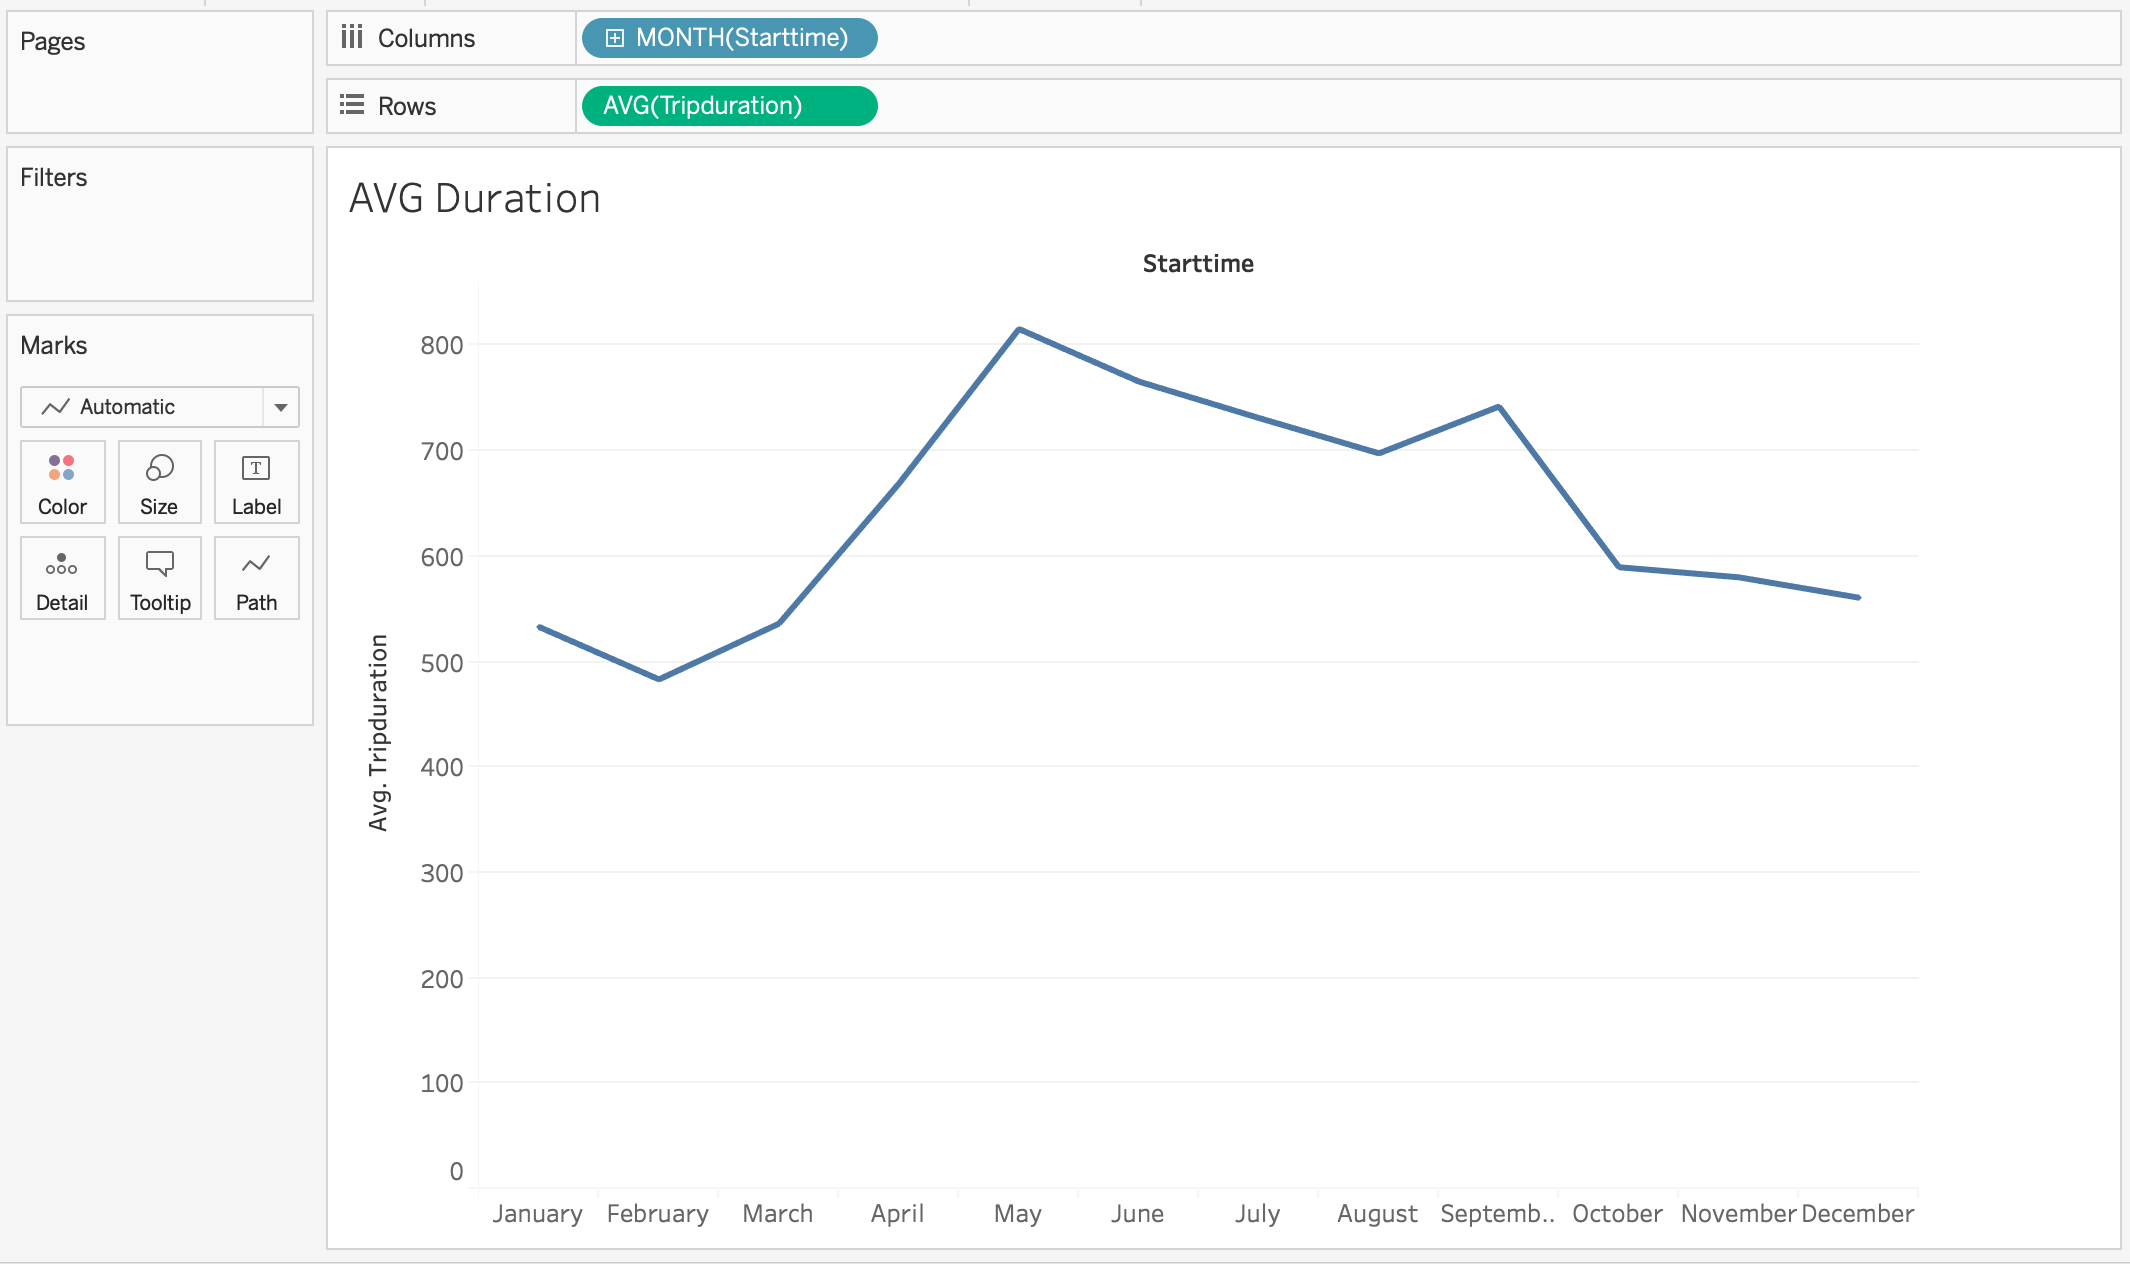 Pages
Columns
MONTH(Starttime)
Rows
AVG(Tripduration)
Filters
Marks
Automatic
Color
Size
Label
Detail
Tooltip
Path
AVG Duration
Starttime
Avg. Tripduration
800
700
600
500
400
300
200
100
0
January February March April May June July August Septemb.. October November December